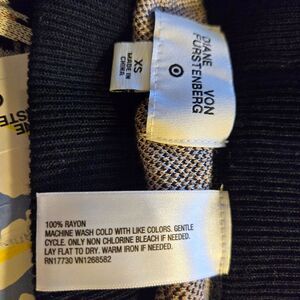 DIANE VON
FURSTENBERG
XS
MADE IN
CHINA
100% RAYON
MACHINE WASH COLD WITH LIKE COLORS. GENTLE
CYCLE. ONLY NON CHLORINE BLEACH IF NEEDED.
LAY FLAT TO DRY. WARM IRON IF NEEDED.
RN17730 VN1268582